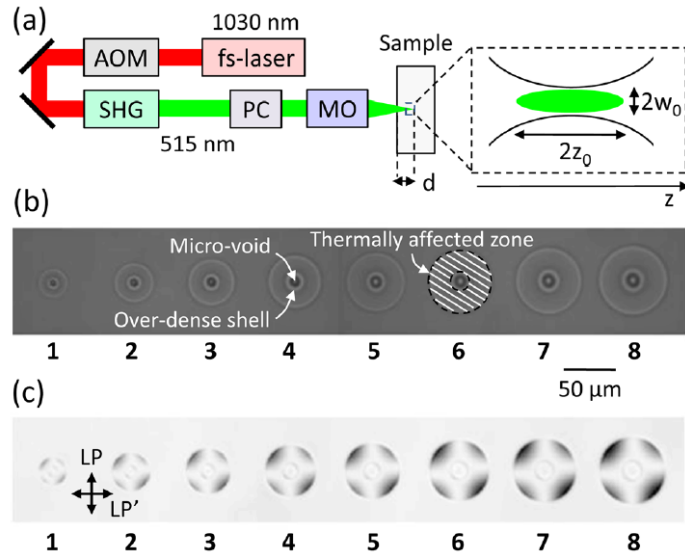 (a)
1030 nm
AOM
fs-laser
Sample
SHG
PC
MO
515 nm
d
2w0
2z0
z
(b)
Micro-void
Thermally affected zone
Over-dense shell
1 2 3 4 5 6 7 8
50 μm
(c)
LP
LP’
1 2 3 4 5 6 7 8